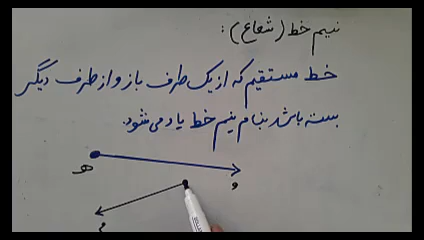 نیم خط (شعاع):
خط مستقیم که از یک طرف باز و از طرف دیگر
بسته باشد بنام نیم خط یاد می شود.
ھ
و
م